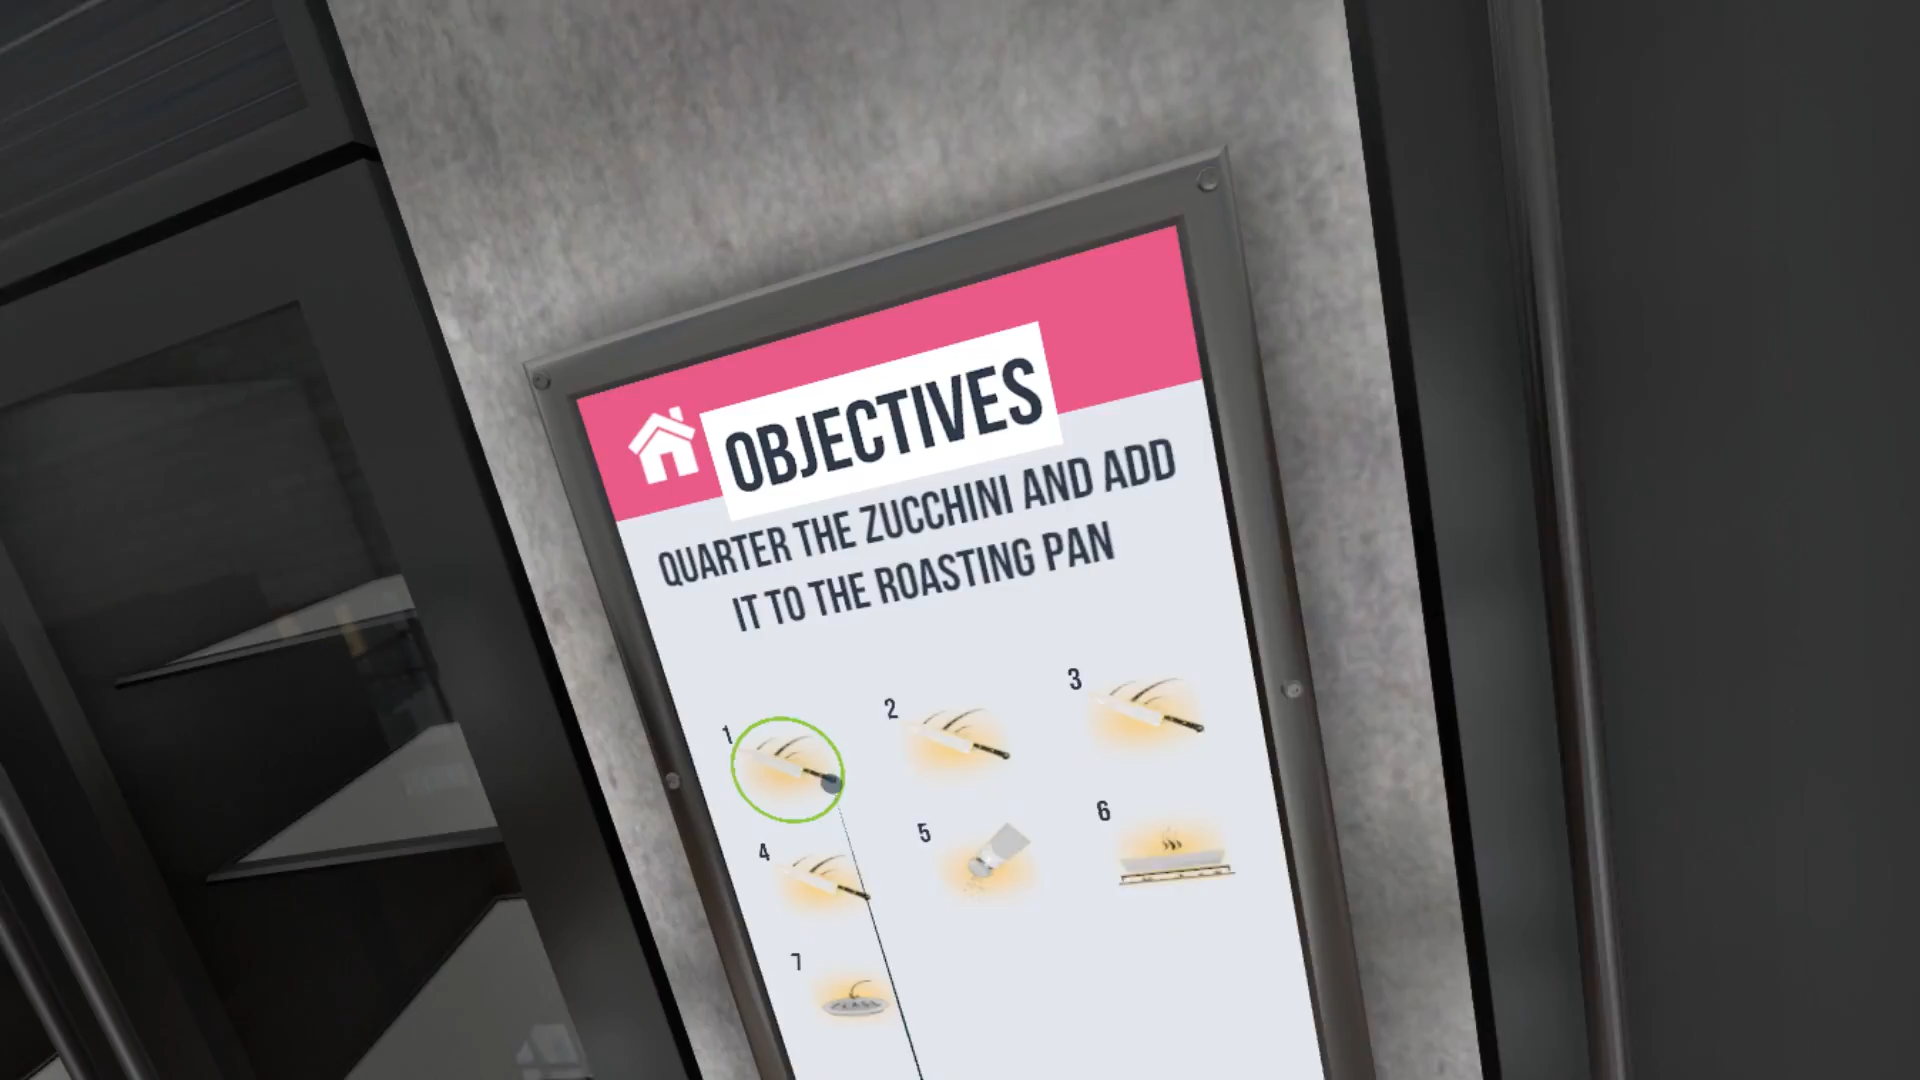 OBJECTIVES
QUARTER THE ZUCCHINI AND ADD
IT TO THE ROASTING PAN
1
2
3
4
5
6
7